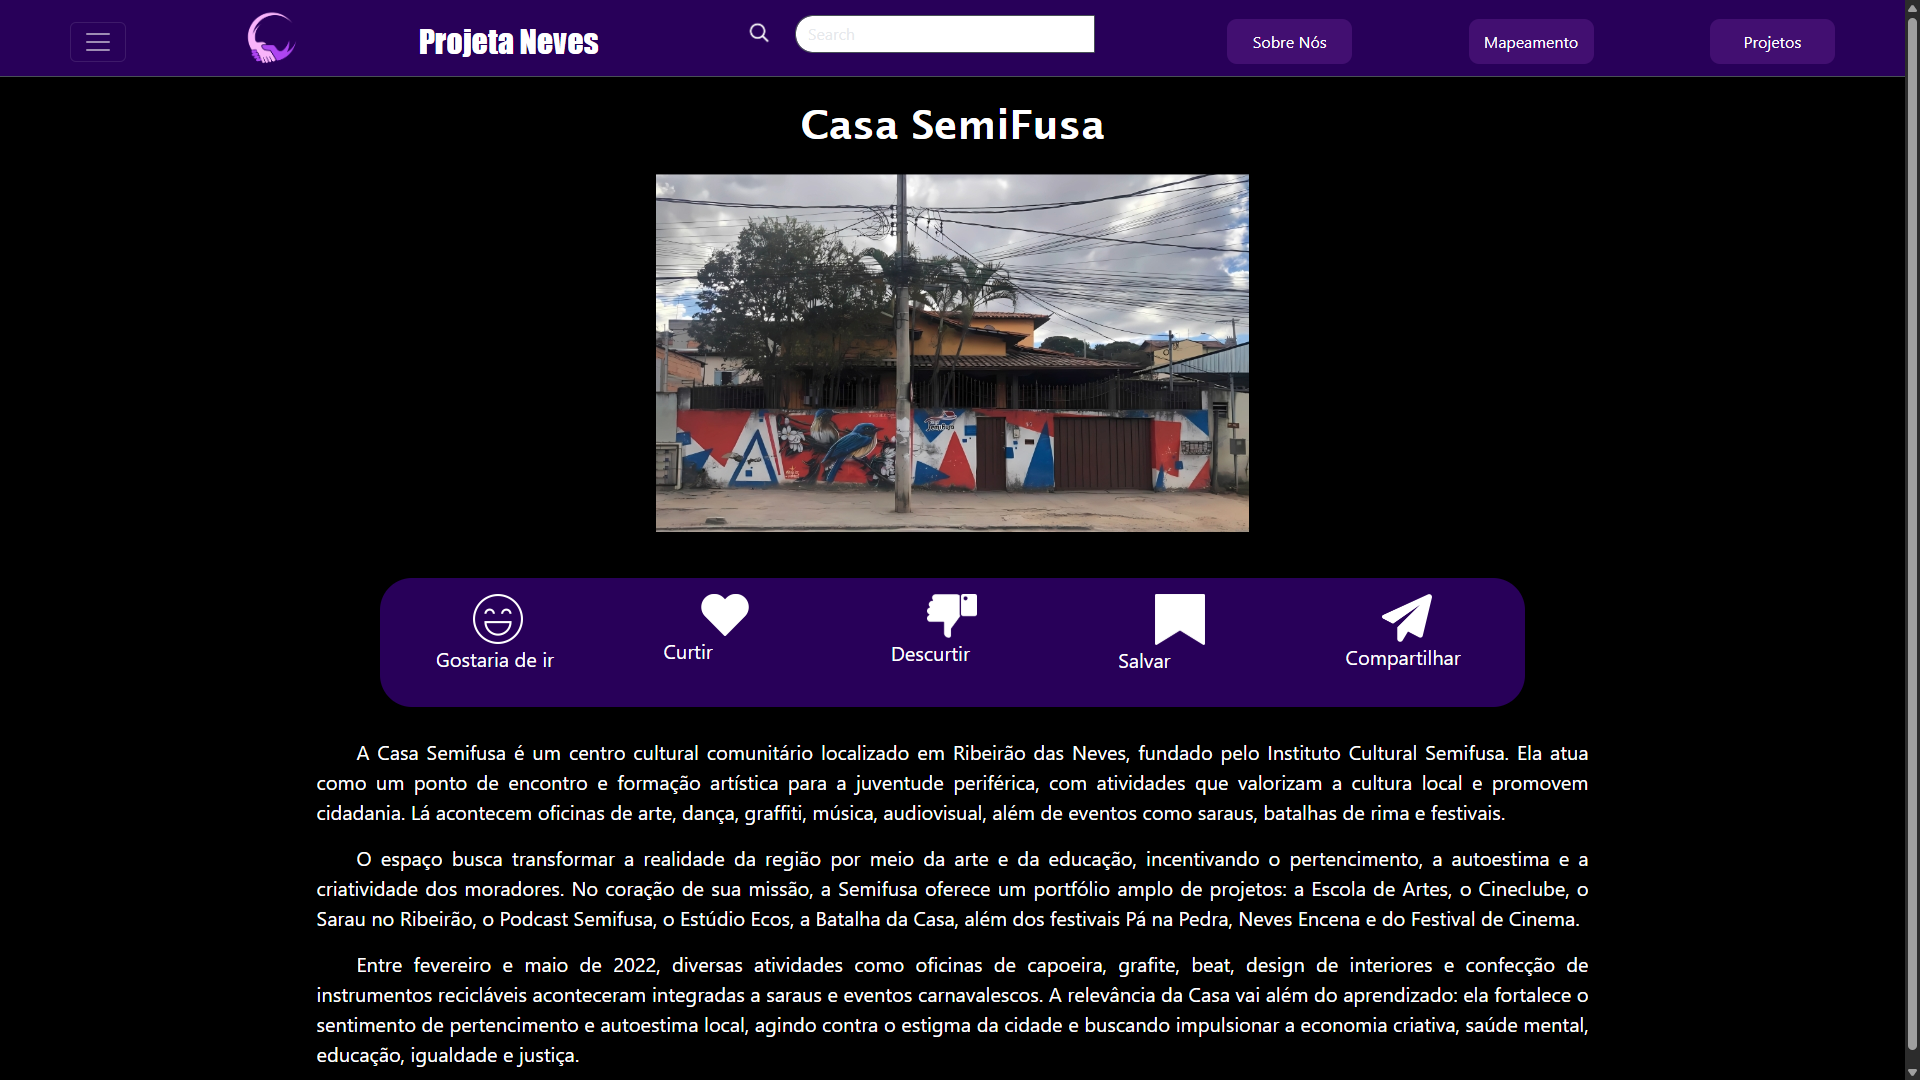 Projeta Neves
Search
Sobre Nós
Mapeamento
Projetos
Casa SemiFusa
Gostaria de ir
Curtir
Descurtir
Salvar
Compartilhar
A Casa Semifusa é um centro cultural comunitário localizado em Ribeirão das Neves, fundado pelo Instituto Cultural Semifusa. Ela atua
como um ponto de encontro e formação artística para a juventude periférica, com atividades que valorizam a cultura local e promovem
cidadania. Lá acontecem oficinas de arte, dança, graffiti, música, audiovisual, além de eventos como saraus, batalhas de rima e festivais.
O espaço busca transformar a realidade da região por meio da arte e da educação, incentivando o pertencimento, a autoestima e a
criatividade dos moradores. No coração de sua missão, a Semifusa oferece um portfólio amplo de projetos: a Escola de Artes, o Cineclube, o
Sarau no Ribeirão, o Podcast Semifusa, o Estúdio Ecos, a Batalha da Casa, além dos festivais Pá na Pedra, Neves Encena e do Festival de Cinema.
Entre fevereiro e maio de 2022, diversas atividades como oficinas de capoeira, grafite, beat, design de interiores e confecção de
instrumentos recicláveis aconteceram integradas a saraus e eventos carnavalescos. A relevância da Casa vai além do aprendizado: ela fortalece o
sentimento de pertencimento e autoestima local, agindo contra o estigma da cidade e buscando impulsionar a economia criativa, saúde mental,
educação, igualdade e justiça.